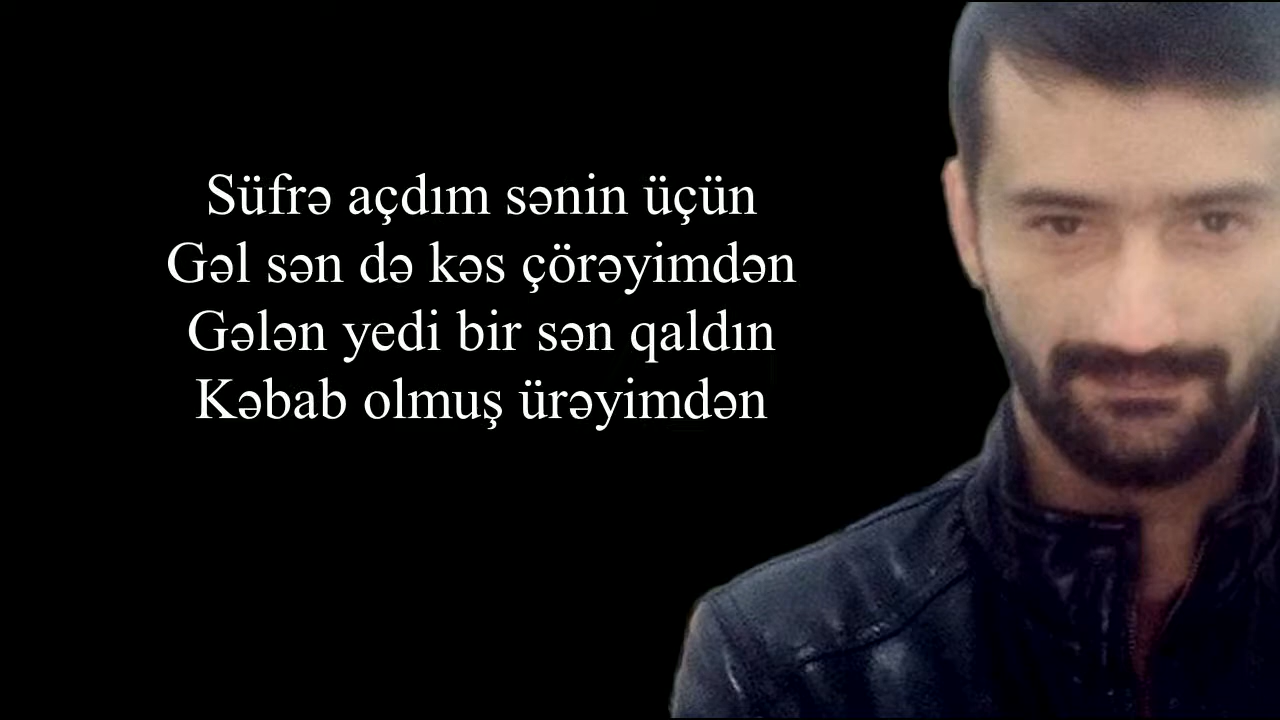 Süfrə açdım sənin üçün
Gəl sən də kəs çörəyimdən
Gələn yedi bir sən qaldın
Kəbab olmuş ürəyimdən